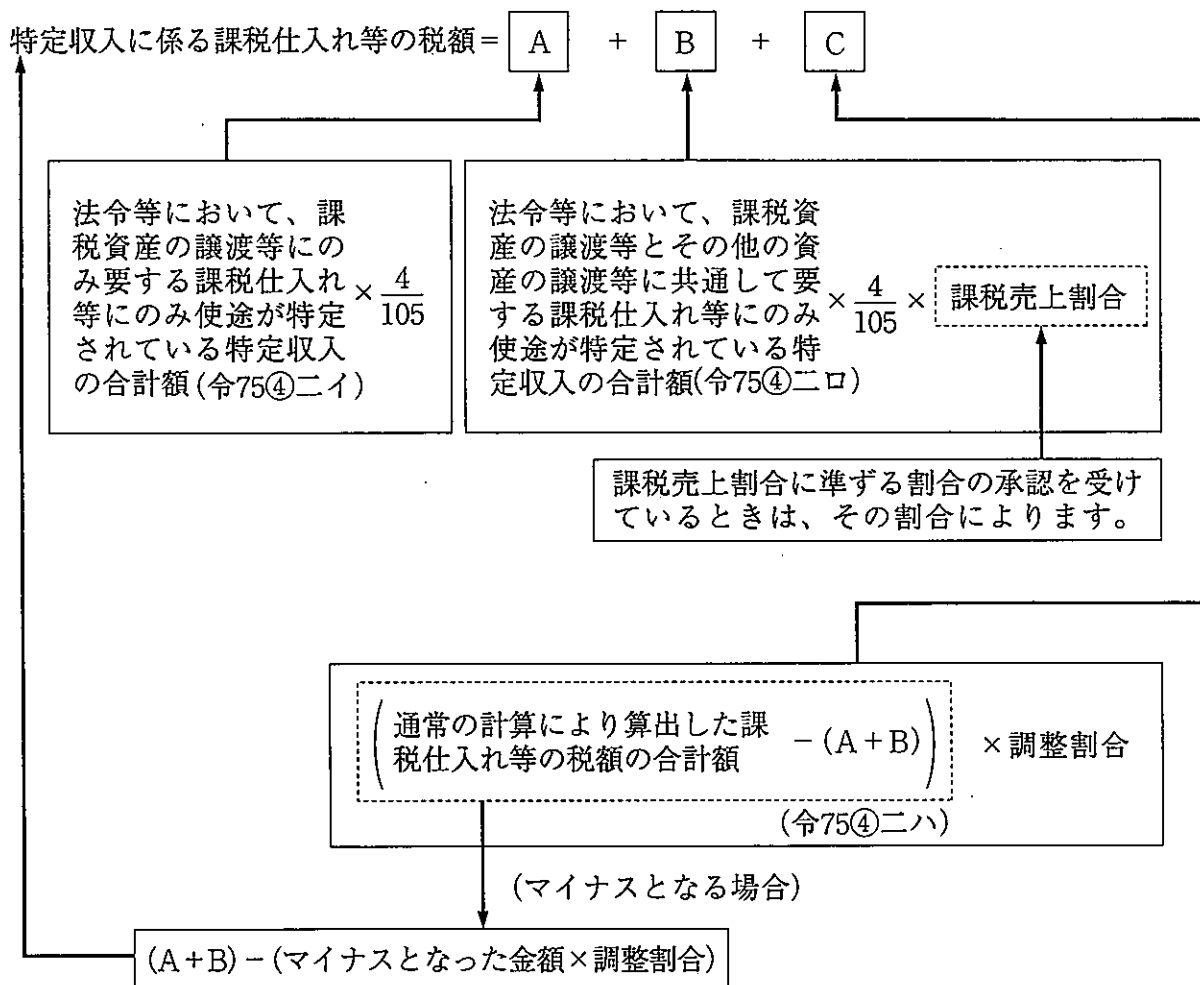 特定収入に係る課税仕入れ等の税額＝ A ＋ B ＋ C
法令等において、課
税資産の譲渡等にの
み要する課税仕入れ
等にのみ使途が特定
されている特定収入
の合計額(令75④二イ)
× 4/105
法令等において、課税資
産の譲渡等とその他の資
産の譲渡等に共通して要
する課税仕入れ等にのみ
使途が特定されている特
定収入の合計額(令75④二ロ)
× 4/105 × 課税売上割合
課税売上割合に準ずる割合の承認を受け
ているときは、その割合によります。
(通常の計算により算出した課
税仕入れ等の税額の合計額
－(A＋B)) ×調整割合
(令75④二ハ)
(マイナスとなる場合)
(A＋B)－(マイナスとなった金額×調整割合)